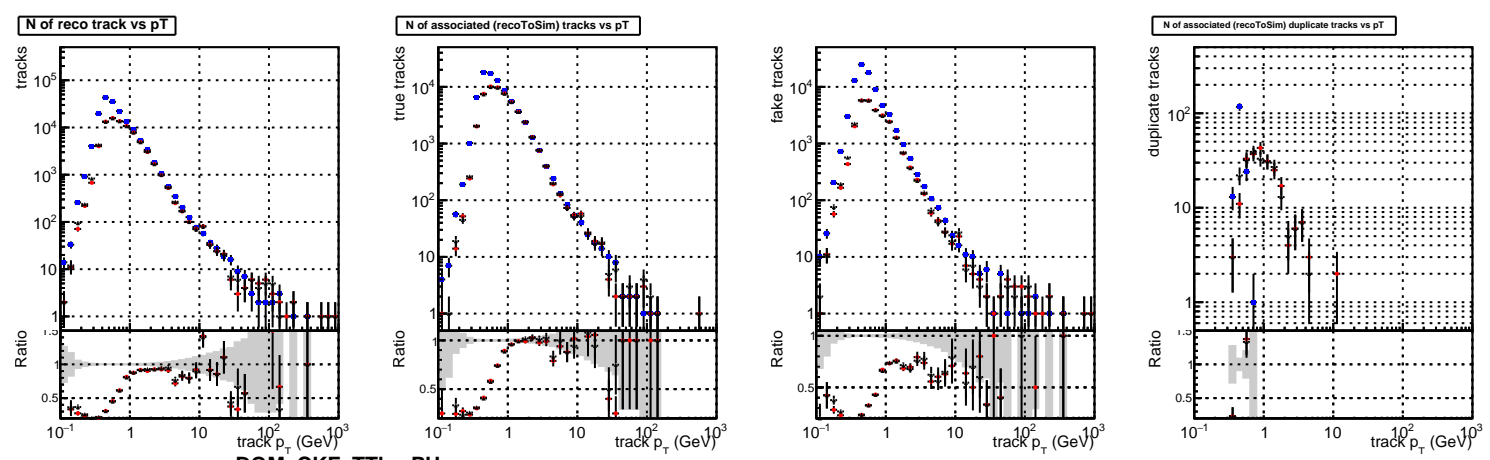 N of reco track vs pT
N of associated (recoToSim) tracks vs pT
N of associated (recoToSim) duplicate tracks vs pT
tracks
10^5
10^4
10^3
10^2
10
1
Ratio
1.5
1
0.5
10^-1 1 10 10^2 10^3
track p_T (GeV)
true tracks
10^4
10^3
10^2
10
1
Ratio
1
0.5
10^-1 1 10 10^2 10^3
track p_T (GeV)
fake tracks
10^4
10^3
10^2
10
1
Ratio
1
0.5
10^-1 1 10 10^2 10^3
track p_T (GeV)
duplicate tracks
10^2
10
1
Ratio
1.5
1
0.5
10^-1 1 10 10^2 10^3
track p_T (GeV)